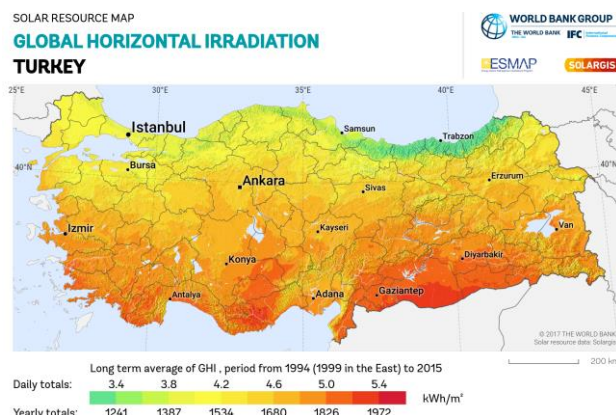 SOLAR RESOURCE MAP
GLOBAL HORIZONTAL IRRADIATION
TURKEY
WORLD BANK GROUP
THE WORLD BANK IFC
ESMAP
SOLARGIS
25°E 30°E 35°E 40°E 45°E
Istanbul
Samsun
Trabzon
40°N
Bursa
40°N
Ankara
Sivas
Erzurum
Izmir
Kayseri
Van
Konya
Diyarbakir
Antalya
Adana
Gaziantep
© 2017 THE WORLD BANK
Solar resource data: Solargis
200 km
Long term average of GHI , period from 1994 (1999 in the East) to 2015
Daily totals: 3.4 3.8 4.2 4.6 5.0 5.4
kWh/m²
Yearly totals: 1241 1387 1534 1680 1826 1972